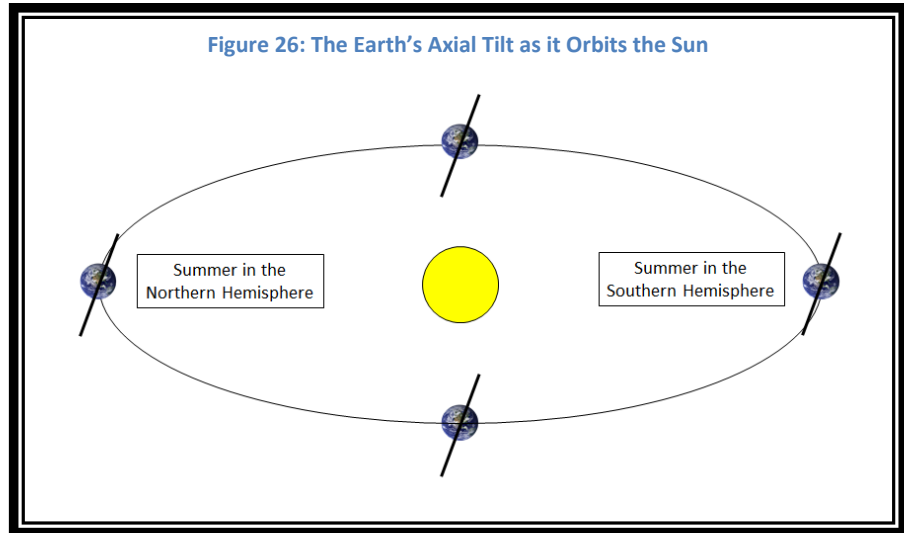 Figure 26: The Earth’s Axial Tilt as it Orbits the Sun
Summer in the
Northern Hemisphere
Summer in the
Southern Hemisphere